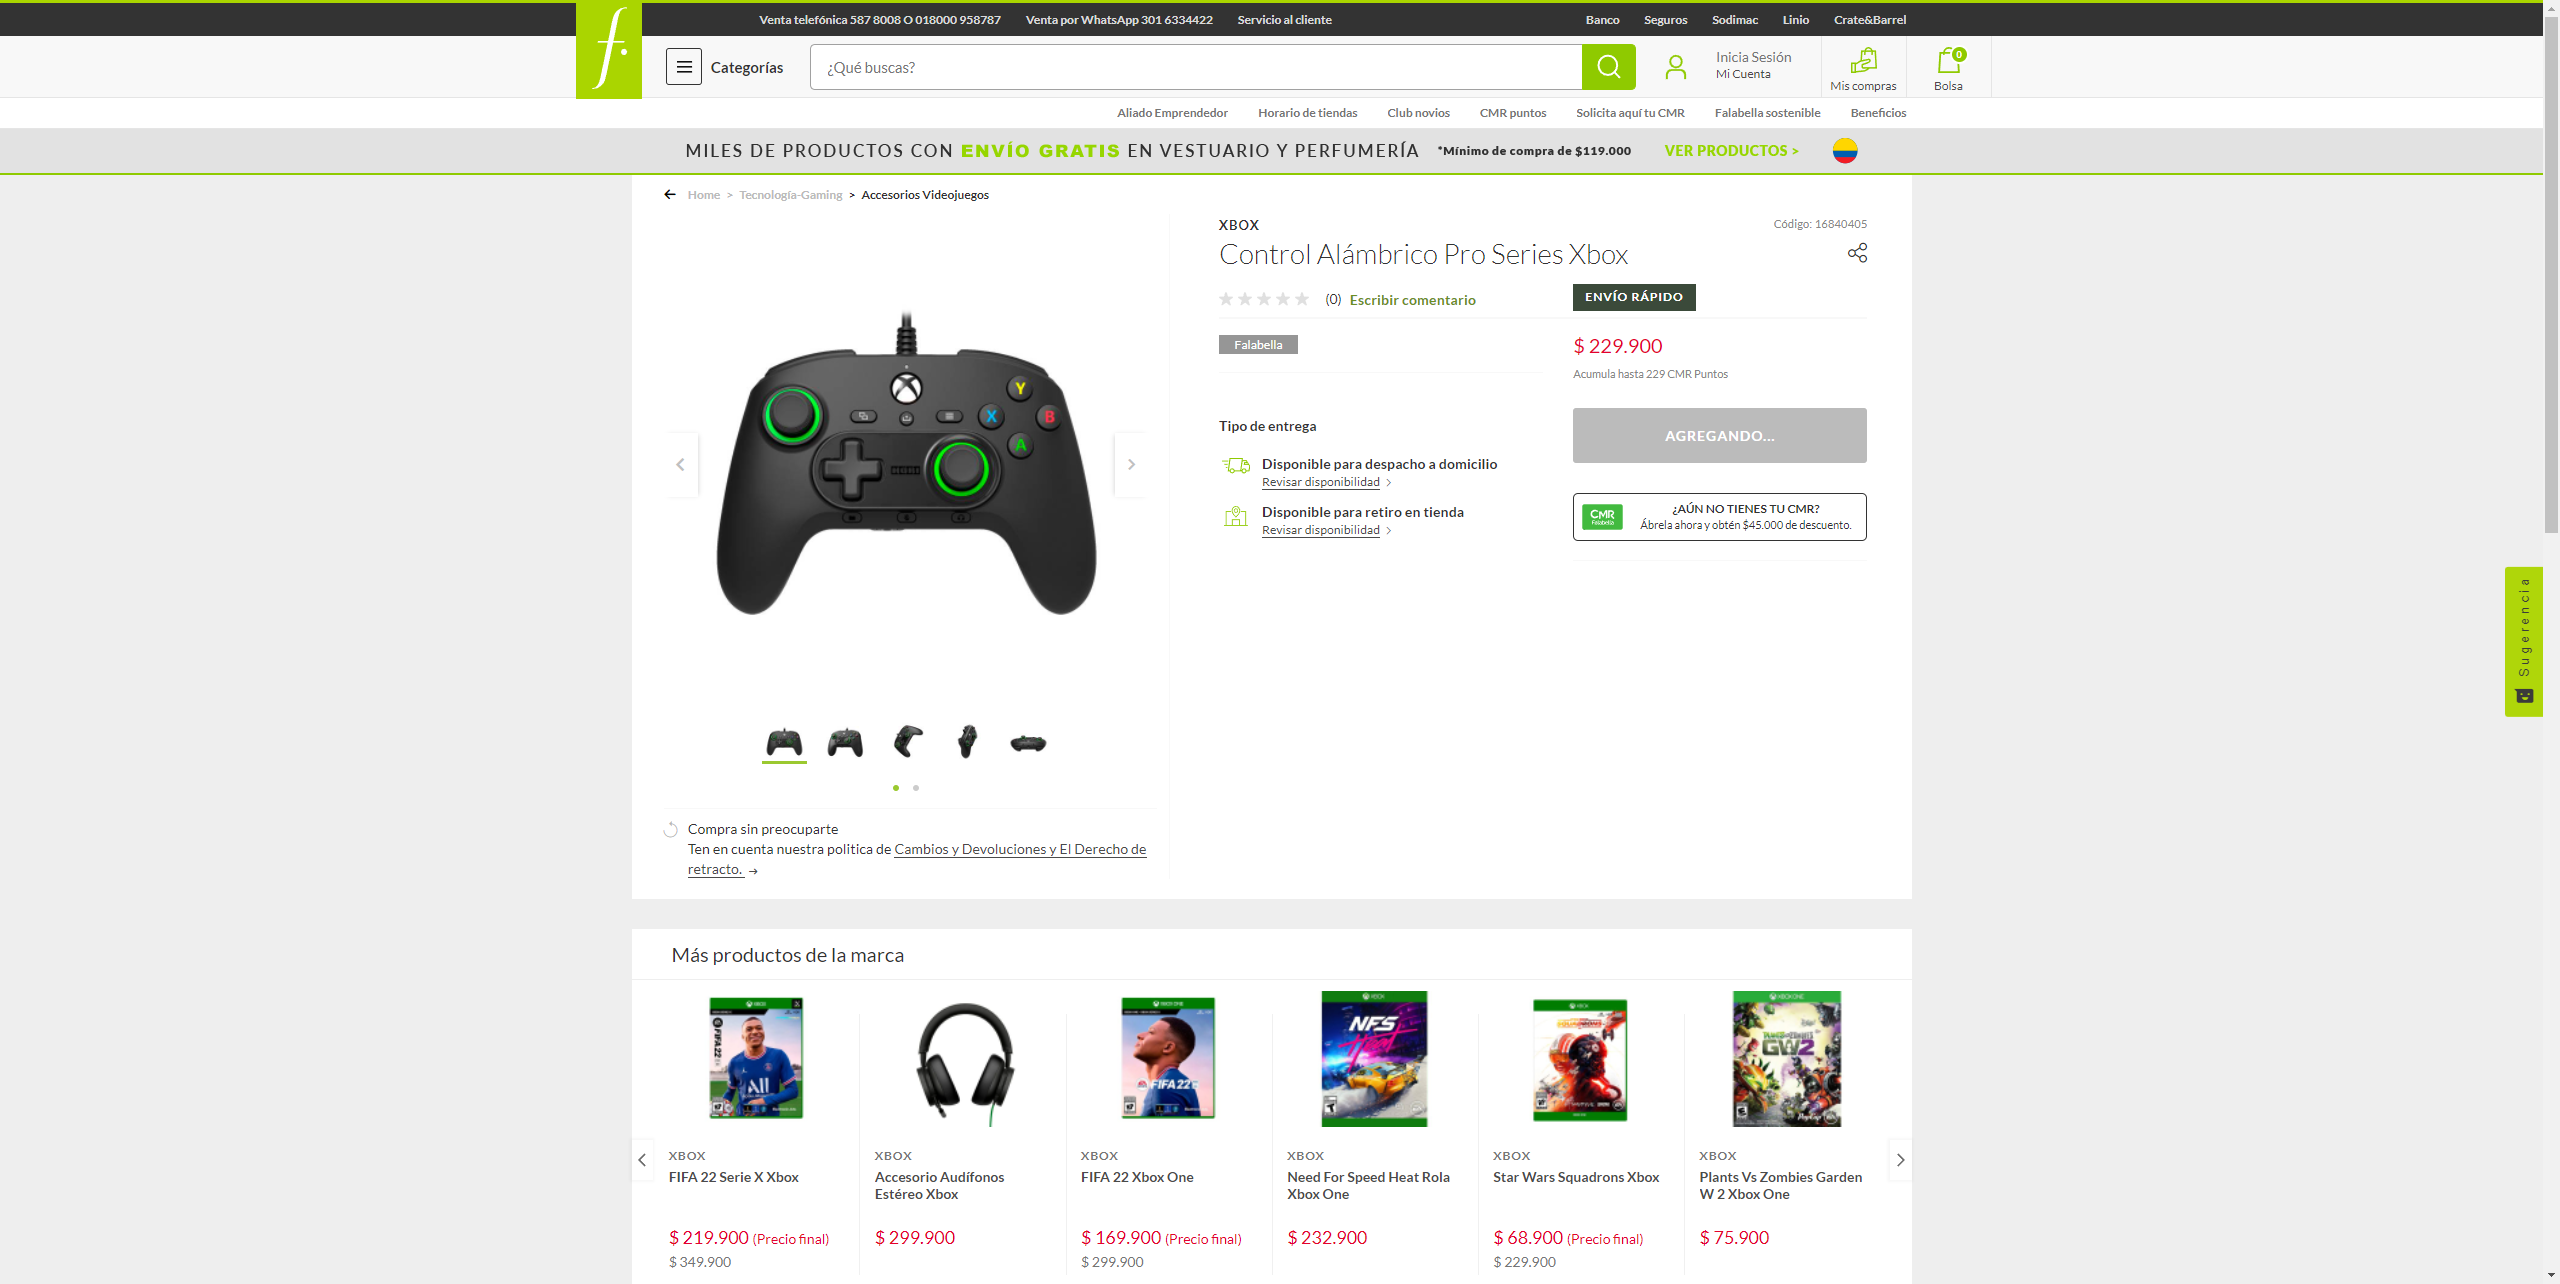 Venta telefónica 587 8008 O 018000 958787 Venta por WhatsApp 301 6334422 Servicio al cliente Banco Seguros Sodimac Linio Crate&Barrel
f.
Categorías ¿Qué buscas? Inicia Sesión
Mi Cuenta
Mis compras
0
Bolsa
Aliado Emprendedor Horario de tiendas Club novios CMR puntos Solicita aquí tu CMR Falabella sostenible Beneficios
MILES DE PRODUCTOS CON ENVÍO GRATIS EN VESTUARIO Y PERFUMERÍA *Mínimo de compra de $119.000 VER PRODUCTOS >
Home > Tecnología-Gaming > Accesorios Videojuegos
XBOX Código: 16840405
Control Alámbrico Pro Series Xbox
(0) Escribir comentario ENVÍO RÁPIDO
Falabella
$ 229.900
Acumula hasta 229 CMR Puntos
AGREGANDO...
Tipo de entrega
Disponible para despacho a domicilio
Revisar disponibilidad >
Disponible para retiro en tienda
Revisar disponibilidad >
CMR
Falabella
¿AÚN NO TIENES TU CMR?
Ábrela ahora y obtén $45.000 de descuento.
Y
X B
A
HORI
Sugerencia
Compra sin preocuparte
Ten en cuenta nuestra politica de Cambios y Devoluciones y El Derecho de
retracto. →
Más productos de la marca
FIFA 22
FIFA 22
NFS
Heat
GW2
XBOX
FIFA 22 Serie X Xbox
$ 219.900 (Precio final)
$ 349.900
XBOX
Accesorio Audífonos
Estéreo Xbox
$ 299.900
XBOX
FIFA 22 Xbox One
$ 169.900 (Precio final)
$ 299.900
XBOX
Need For Speed Heat Rola
Xbox One
$ 232.900
XBOX
Star Wars Squadrons Xbox
$ 68.900 (Precio final)
$ 229.900
XBOX
Plants Vs Zombies Garden
W 2 Xbox One
$ 75.900